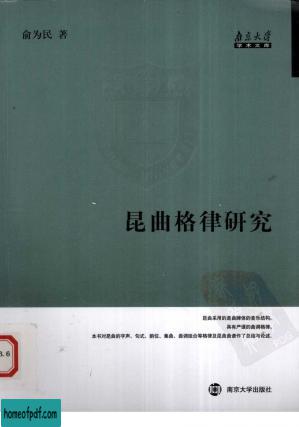 俞为民 著
南京大学
学术文库
昆曲格律研究
昆曲采用的是曲牌体的音乐结构,
具有严谨的曲调格律。
本书对昆曲的字声、句式、韵位、集曲、曲调组合等格律及昆曲曲谱作了总结与论述。
3.6
南京大学出版社
www.homeofpdf.com